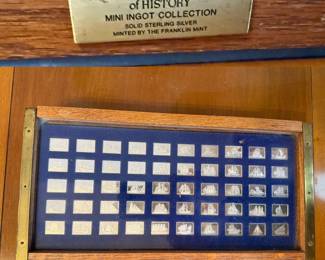 of HISTORY
MINI INGOT COLLECTION
SOLID STERLING SILVER
MINTED BY THE FRANKLIN MINT